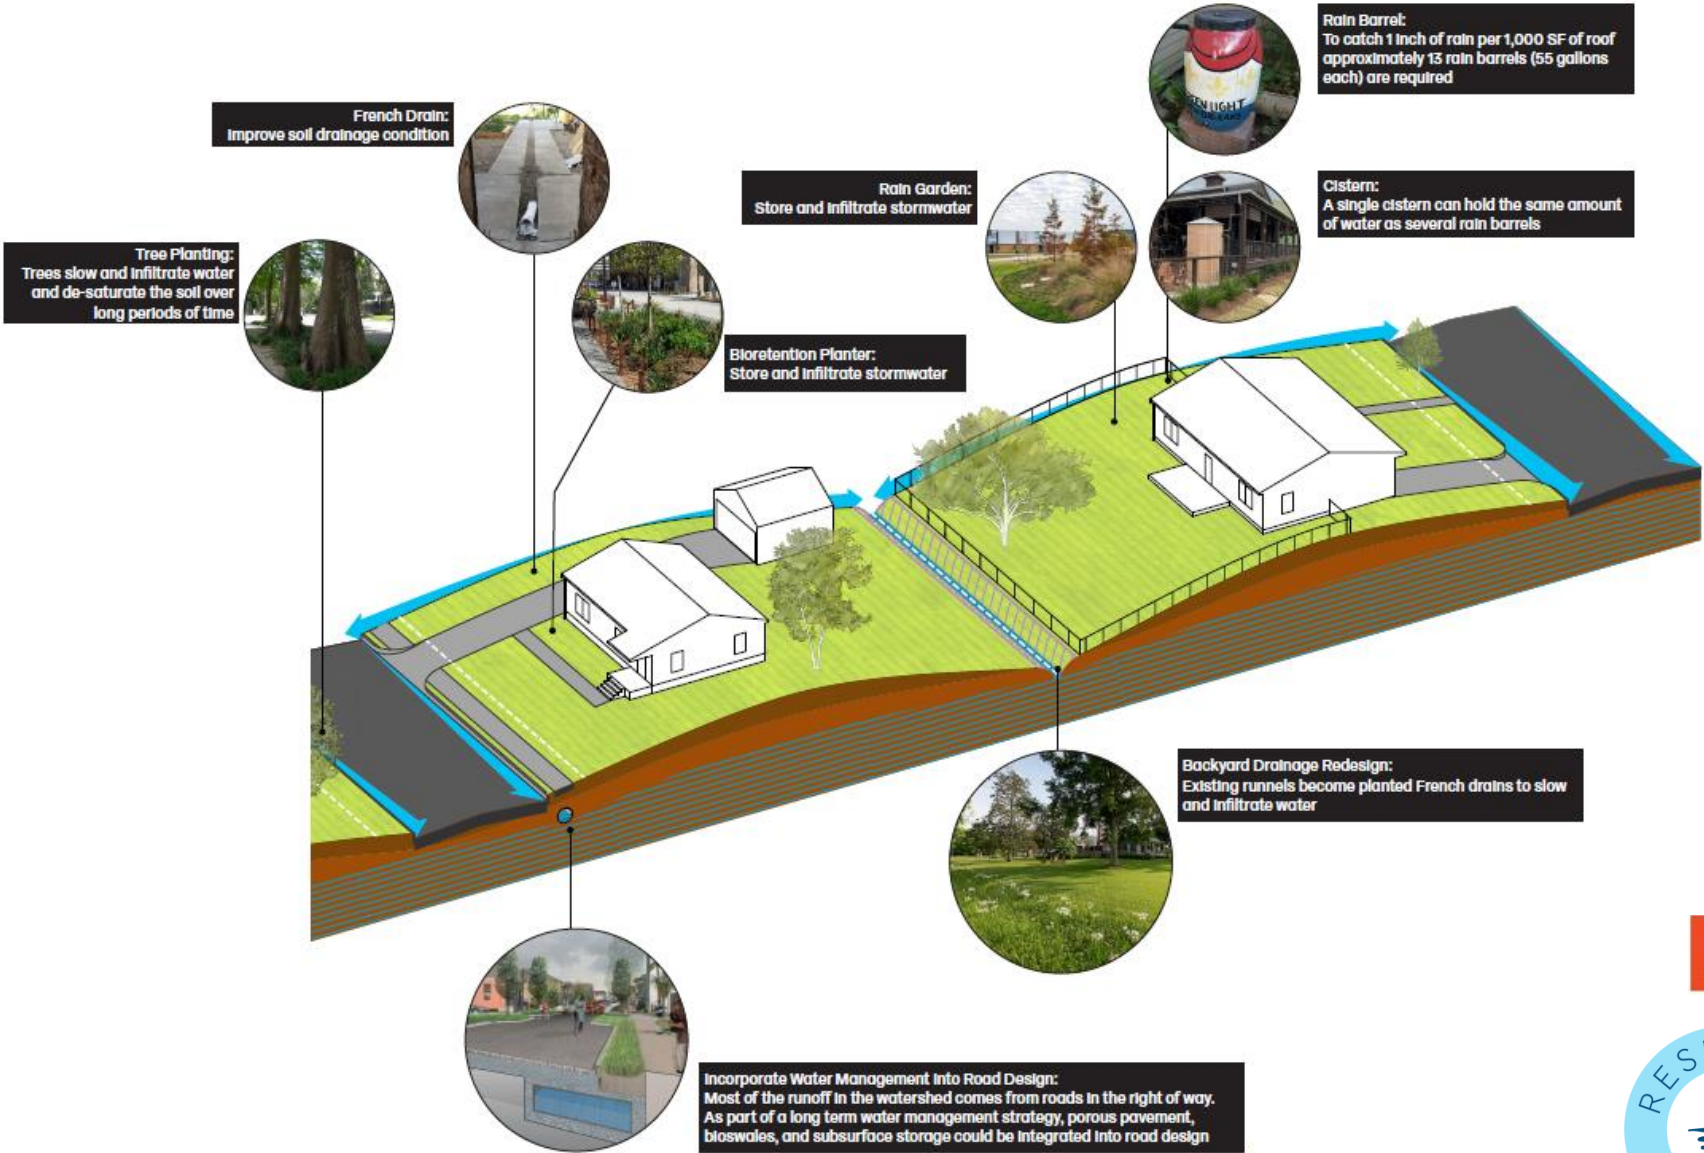 Rain Barrel:
To catch 1 inch of rain per 1,000 SF of roof
approximately 13 rain barrels (55 gallons
each) are required
French Drain:
Improve soil drainage condition
Rain Garden:
Store and infiltrate stormwater
Cistern:
A single cistern can hold the same amount
of water as several rain barrels
Tree Planting:
Trees slow and infiltrate water
and de-saturate the soil over
long periods of time
Bioretention Planter:
Store and infiltrate stormwater
Backyard Drainage Redesign:
Existing runnels become planted French drains to slow
and infiltrate water
Incorporate Water Management Into Road Design:
Most of the runoff in the watershed comes from roads in the right of way.
As part of a long term water management strategy, porous pavement,
bioswales, and subsurface storage could be integrated into road design
LIGHT